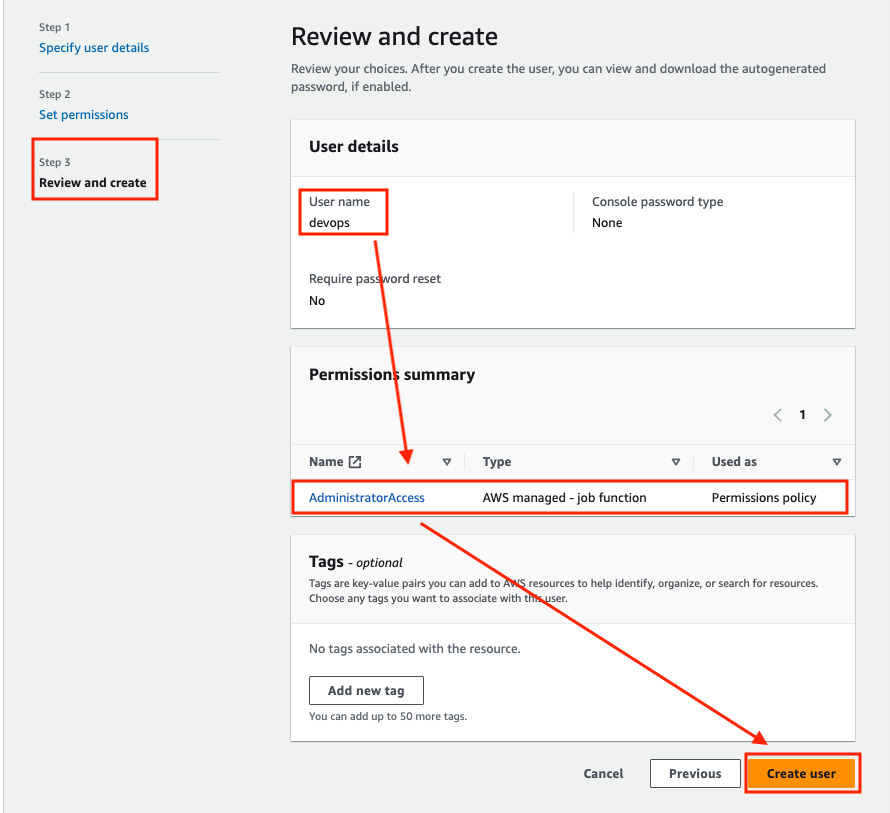 Step 1
Specify user details
Step 2
Set permissions
Step 3
Review and create
Review and create
Review your choices. After you create the user, you can view and download the autogenerated
password, if enabled.
User details
User name
devops
Console password type
None
Require password reset
No
Permissions summary
1
Name
Type
Used as
AdministratorAccess
AWS managed - job function
Permissions policy
Tags - optional
Tags are key-value pairs you can add to AWS resources to help identify, organize, or search for resources.
Choose any tags you want to associate with this user.
No tags associated with the resource.
Add new tag
You can add up to 50 more tags.
Cancel
Previous
Create user